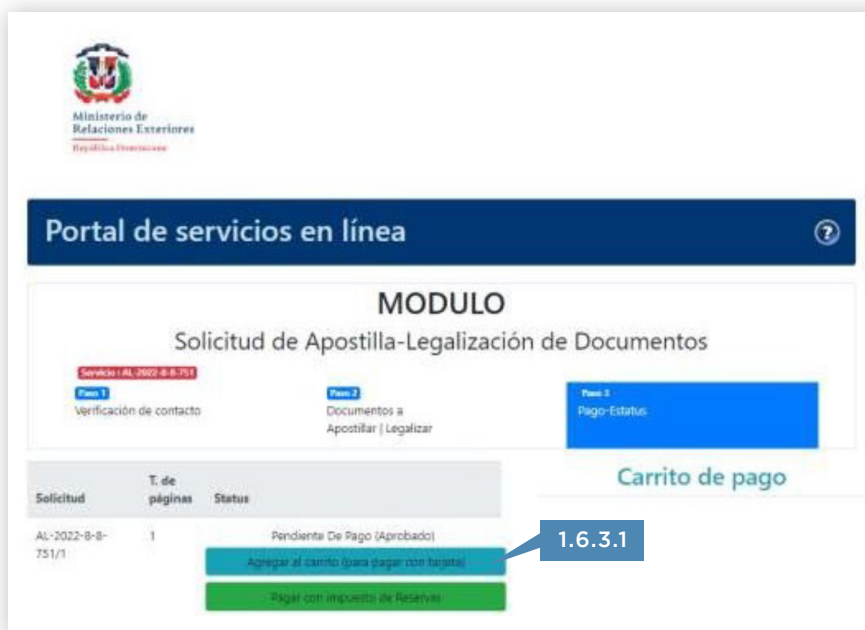 Ministerio de
Relaciones Exteriores
República Dominicana
Portal de servicios en línea
?
MODULO
Solicitud de Apostilla-Legalización de Documentos
Servicio : AL-2022-8-8-751
Paso 1
Verificación de contacto
Paso 2
Documentos a
Apostillar | Legalizar
Paso 3
Pago-Estatus
Carrito de pago
Solicitud
T. de
páginas
Status
AL-2022-8-8-
751/1
1
Pendiente De Pago (Aprobado)
Agregar al carrito (para pagar con tarjeta)
Pagar con impuesto de Reservas
1.6.3.1